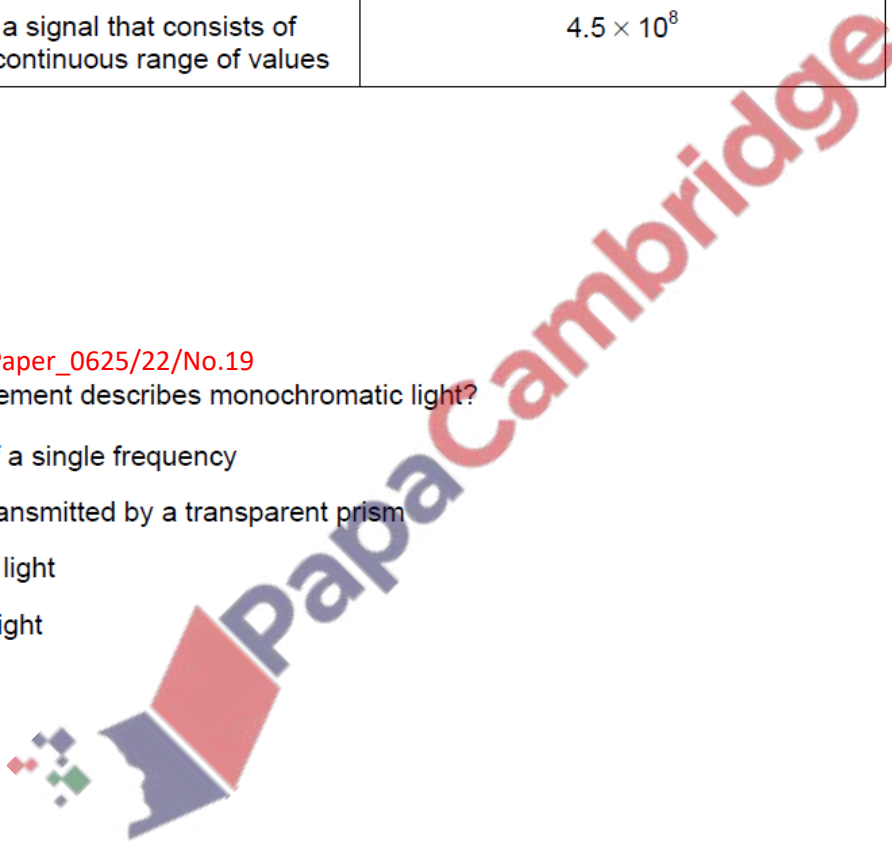 a signal that consists of
continuous range of values
4.5 × 10⁸
aper_0625/22/No.19
ement describes monochromatic light?
a single frequency
ansmitted by a transparent prism
light
ight
PapaCambridge